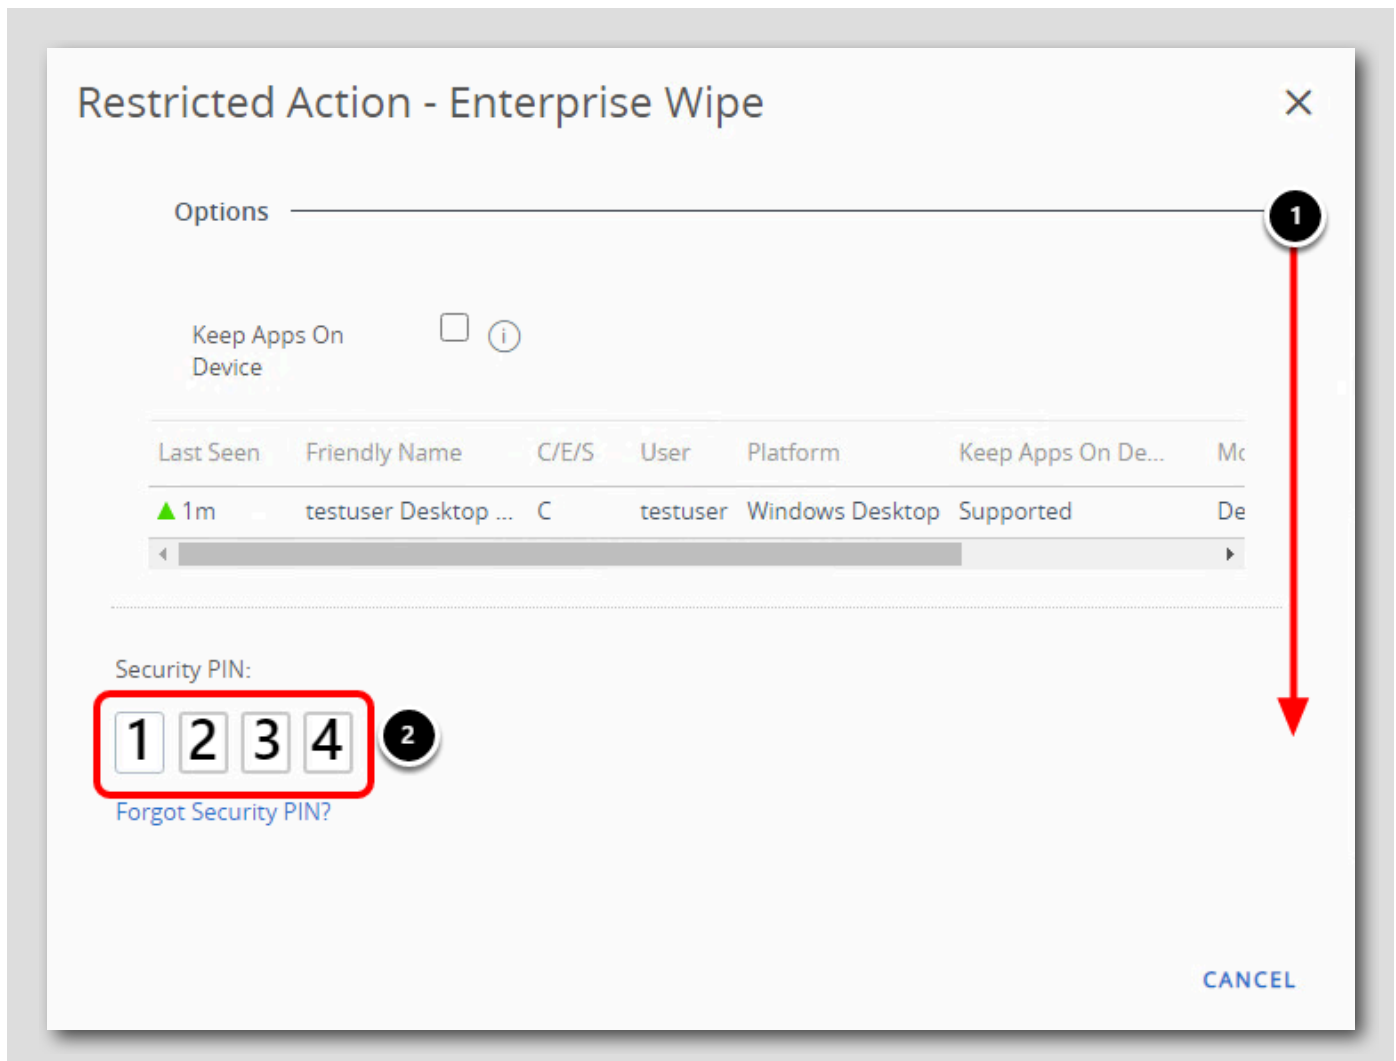 Restricted Action - Enterprise Wipe
Options
1
Keep Apps On
Device
i
Last Seen Friendly Name C/E/S User Platform Keep Apps On De... Mo
1m testuser Desktop ... C testuser Windows Desktop Supported De
Security PIN:
1 2 3 4
2
Forgot Security PIN?
CANCEL